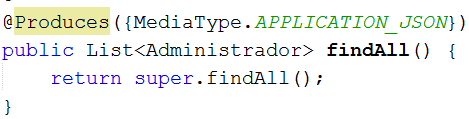 @Produces({MediaType.APPLICATION_JSON})
public List<Administrador> findAll() {
    return super.findAll();
}